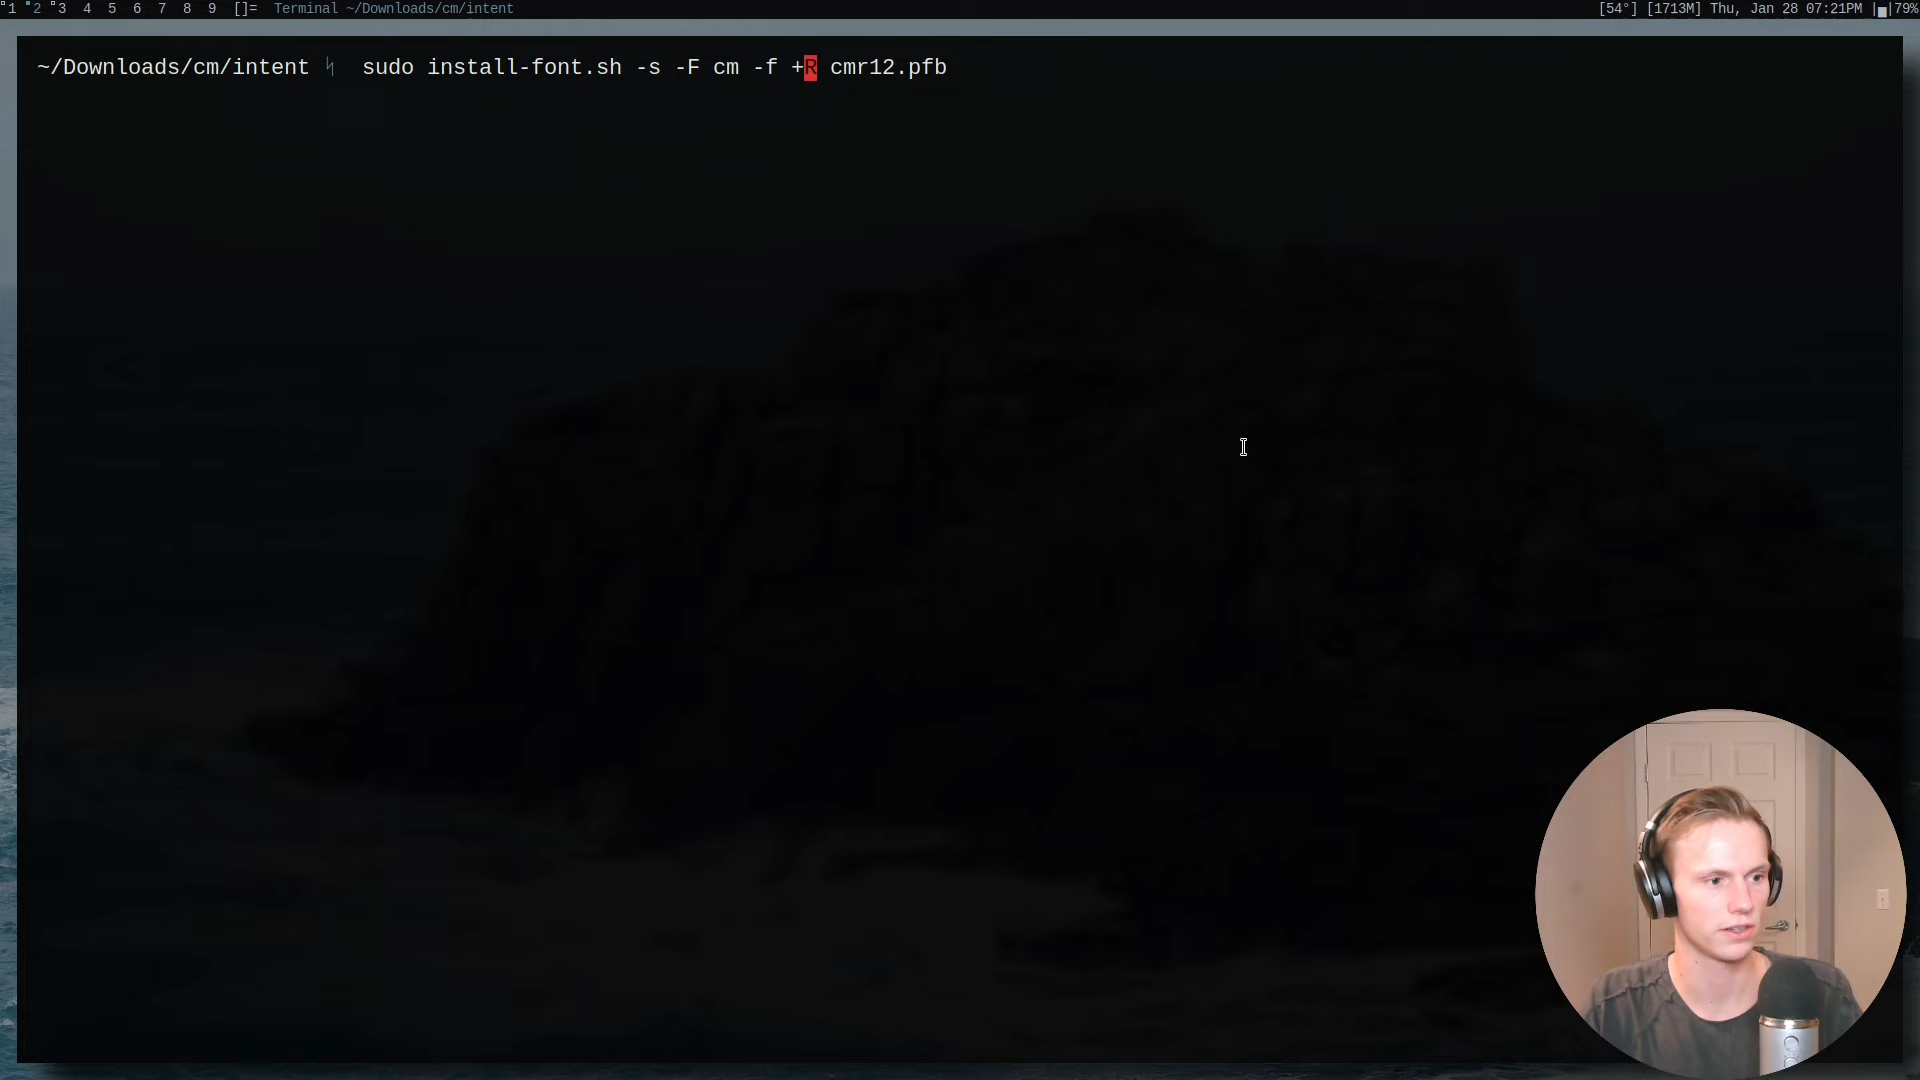 1 2 3 4 5 6 7 8 9 []= Terminal ~/Downloads/cm/intent [54°] [1713M] Thu, Jan 28 07:21PM |▄|79%
~/Downloads/cm/intent ᛋ sudo install-font.sh -s -F cm -f +R cmr12.pfb